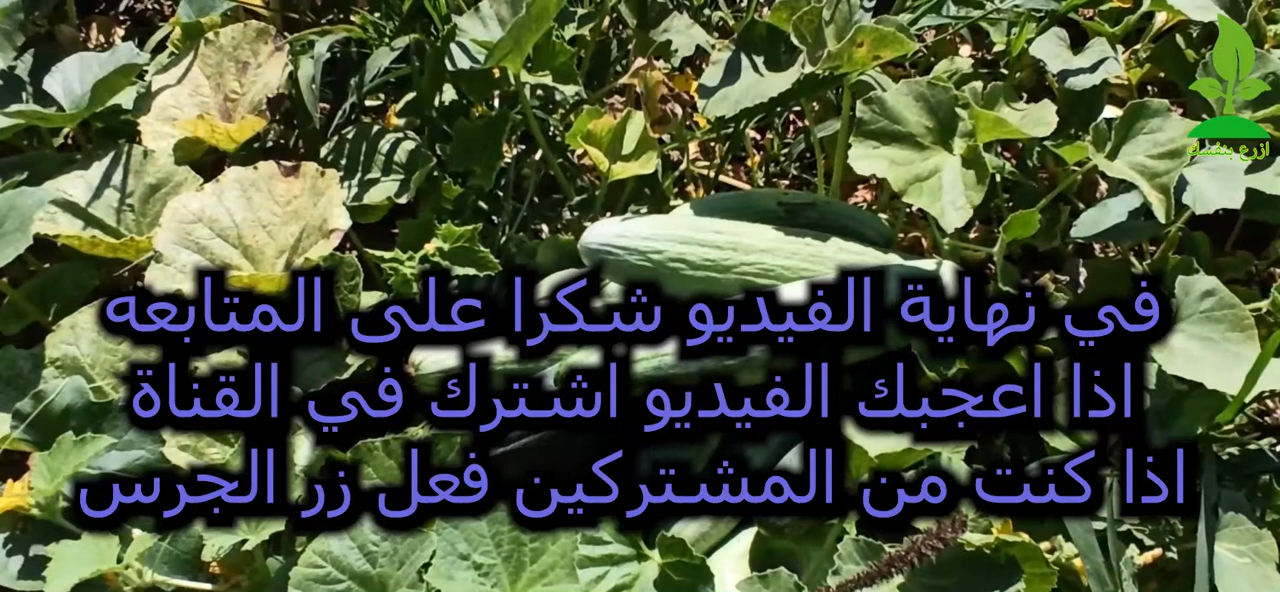 ازرع بنفسك
في نهاية الفيديو شكرا على المتابعه
اذا اعجبك الفيديو اشترك في القناة
اذا كنت من المشتركين فعل زر الجرس